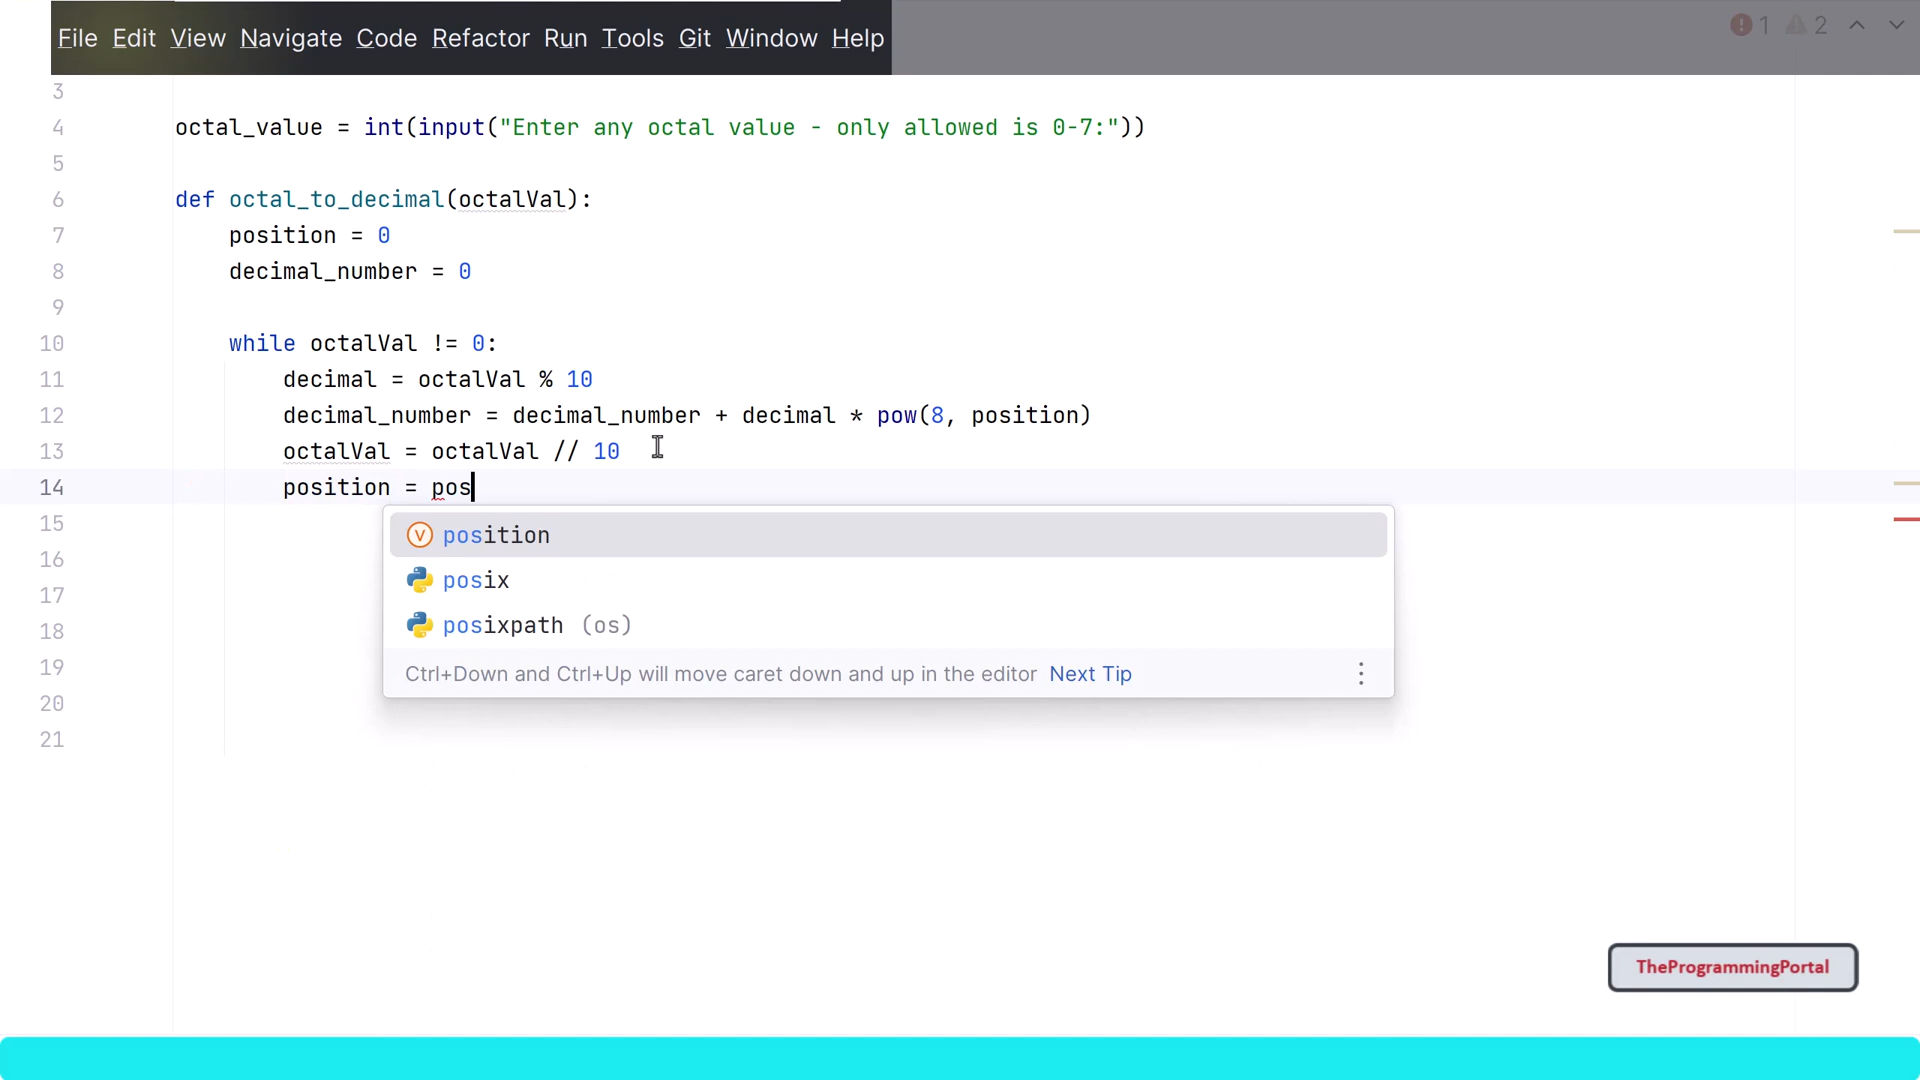 File Edit View Navigate Code Refactor Run Tools Git Window Help
1 2
3
4 octal_value = int(input("Enter any octal value - only allowed is 0-7:"))
5
6 def octal_to_decimal(octalVal):
7 position = 0
8 decimal_number = 0
9
10 while octalVal != 0:
11 decimal = octalVal % 10
12 decimal_number = decimal_number + decimal * pow(8, position)
13 octalVal = octalVal // 10
14 position = pos
15
V position
16
posix
17
posixpath (os)
18
19
Ctrl+Down and Ctrl+Up will move caret down and up in the editor Next Tip
20
21
TheProgrammingPortal